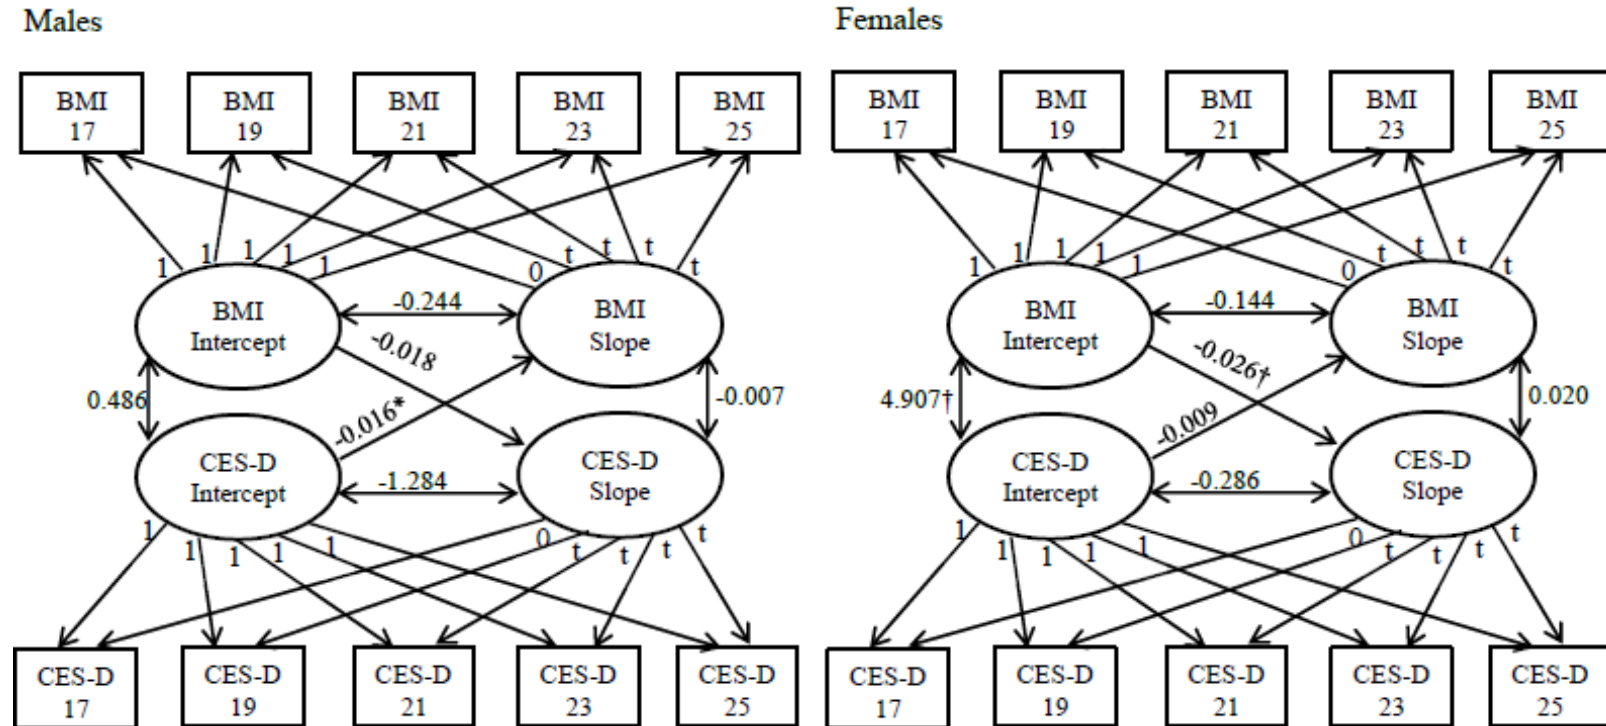 Males
Females
BMI
17
BMI
19
BMI
21
BMI
23
BMI
25
BMI
17
BMI
19
BMI
21
BMI
23
BMI
25
1 1 1 1 1 0 t t t t
1 1 1 1 1 0 t t t t
BMI
Intercept
-0.244
BMI
Slope
BMI
Intercept
-0.144
BMI
Slope
-0.018
-0.026†
0.486
-0.016*
-0.007
4.907†
-0.009
0.020
CES-D
Intercept
-1.284
CES-D
Slope
CES-D
Intercept
-0.286
CES-D
Slope
1 1 1 1 1 0 t t t t
1 1 1 1 1 0 t t t t
CES-D
17
CES-D
19
CES-D
21
CES-D
23
CES-D
25
CES-D
17
CES-D
19
CES-D
21
CES-D
23
CES-D
25